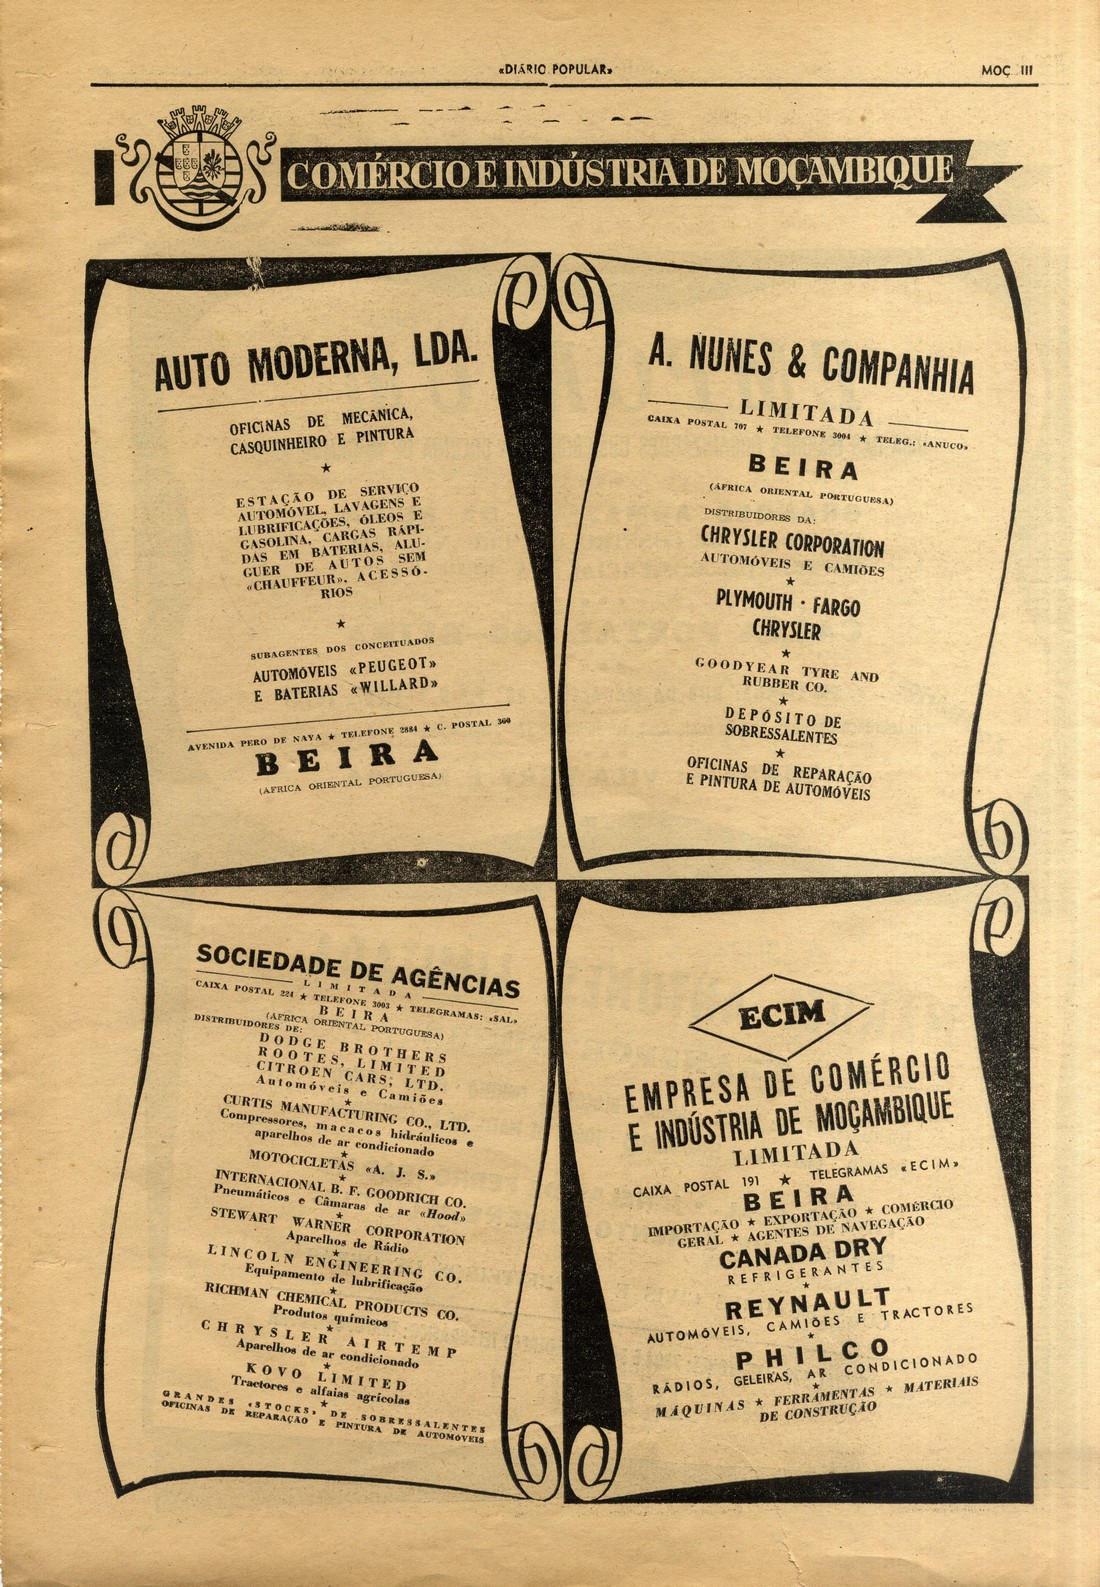 «DIÁRIO POPULAR»
MOÇ III
COMÉRCIO E INDÚSTRIA DE MOÇAMBIQUE
AUTO MODERNA, LDA.
OFICINAS DE MECÂNICA,
CASQUINHEIRO E PINTURA
★
ESTAÇÃO DE SERVIÇO
AUTOMÓVEL, LAVAGENS E
LUBRIFICAÇÕES, ÓLEOS E
GASOLINA, CARGAS RÁPI-
DAS EM BATERIAS, ALU-
GUER DE AUTOS SEM
«CHAUFFEUR», ACESSÓ-
RIOS
★
SUBAGENTES DOS CONCEITUADOS
AUTOMÓVEIS «PEUGEOT»
E BATERIAS «WILLARD»
AVENIDA PERO DE NAYA ★ TELEFONE 2884 ★ C. POSTAL 360
BEIRA
(AFRICA ORIENTAL PORTUGUESA)
A. NUNES & COMPANHIA
LIMITADA
CAIXA POSTAL 707 ★ TELEFONE 3004 ★ TELEG.: «ANUCO»
BEIRA
(ÁFRICA ORIENTAL PORTUGUESA)
DISTRIBUIDORES DA:
CHRYSLER CORPORATION
AUTOMÓVEIS E CAMIÕES
★
PLYMOUTH · FARGO
CHRYSLER
★
GOODYEAR TYRE AND
RUBBER CO.
★
DEPÓSITO DE
SOBRESSALENTES
★
OFICINAS DE REPARAÇÃO
E PINTURA DE AUTOMÓVEIS
SOCIEDADE DE AGÊNCIAS
LIMITADA
CAIXA POSTAL 224 ★ TELEFONE 3003 ★ TELEGRAMAS: «SAL»
BEIRA
(AFRICA ORIENTAL PORTUGUESA)
DISTRIBUIDORES DE:
DODGE BROTHERS
ROOTES, LIMITED
CITROEN CARS, LTD.
Automóveis e Camiões
★
CURTIS MANUFACTURING CO., LTD.
Compressores, macacos hidráulicos e
aparelhos de ar condicionado
★
MOTOCICLETAS «A. J. S.»
★
INTERNACIONAL B. F. GOODRICH CO.
Pneumáticos e Câmaras de ar «Hood»
★
STEWART WARNER CORPORATION
Aparelhos de Rádio
★
LINCOLN ENGINEERING CO.
Equipamento de lubrificação
★
RICHMAN CHEMICAL PRODUCTS CO.
Produtos químicos
★
CHRYSLER AIRTEMP
Aparelhos de ar condicionado
★
KOVO LIMITED
Tractores e alfaias agrícolas
★
GRANDES «STOCKS» DE SOBRESSALENTES
OFICINAS DE REPARAÇÃO E PINTURA DE AUTOMÓVEIS
ECIM
EMPRESA DE COMÉRCIO
E INDÚSTRIA DE MOÇAMBIQUE
LIMITADA
CAIXA POSTAL 191 ★ TELEGRAMAS «ECIM»
BEIRA
IMPORTAÇÃO ★ EXPORTAÇÃO ★ COMÉRCIO
GERAL ★ AGENTES DE NAVEGAÇÃO
CANADA DRY
REFRIGERANTES
★
REYNAULT
AUTOMÓVEIS, CAMIÕES E TRACTORES
★
PHILCO
RÁDIOS, GELEIRAS, AR CONDICIONADO
★
MÁQUINAS ★ FERRAMENTAS ★ MATERIAIS
DE CONSTRUÇÃO